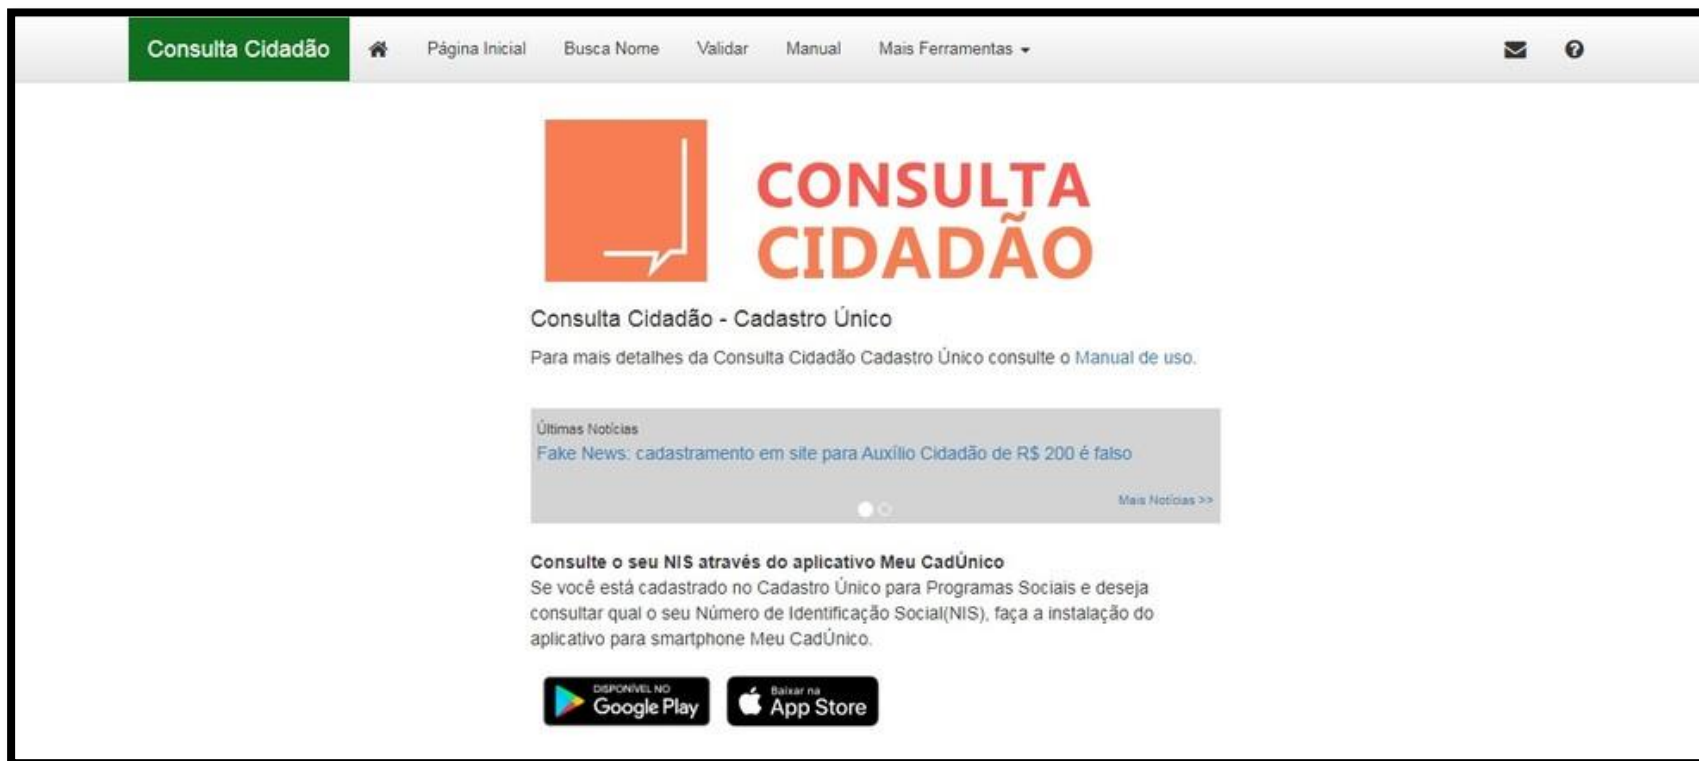 Consulta Cidadão Página Inicial Busca Nome Validar Manual Mais Ferramentas
CONSULTA
CIDADÃO
Consulta Cidadão - Cadastro Único
Para mais detalhes da Consulta Cidadão Cadastro Único consulte o Manual de uso.
Últimas Notícias
Fake News: cadastramento em site para Auxílio Cidadão de R$ 200 é falso
Mais Notícias >>
Consulte o seu NIS através do aplicativo Meu CadÚnico
Se você está cadastrado no Cadastro Único para Programas Sociais e deseja
consultar qual o seu Número de Identificação Social(NIS), faça a instalação do
aplicativo para smartphone Meu CadÚnico.
DISPONÍVEL NO
Google Play
Baixar na
App Store